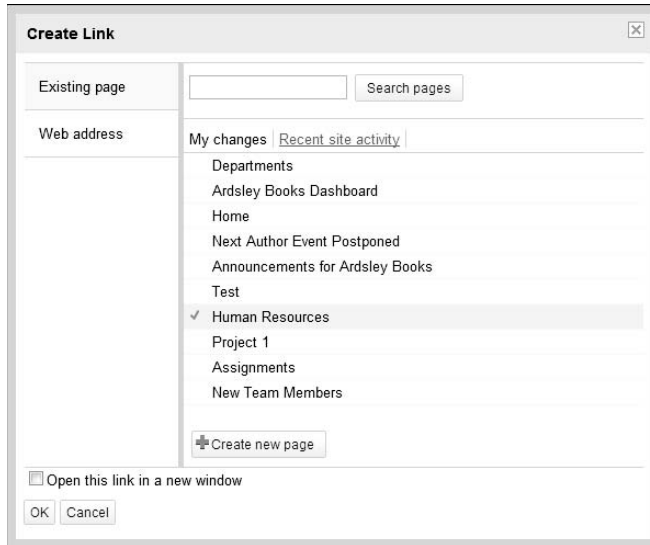 Create Link
Existing page
Search pages
Web address
My changes Recent site activity
Departments
Ardsley Books Dashboard
Home
Next Author Event Postponed
Announcements for Ardsley Books
Test
Human Resources
Project 1
Assignments
New Team Members
Create new page
Open this link in a new window
OK Cancel